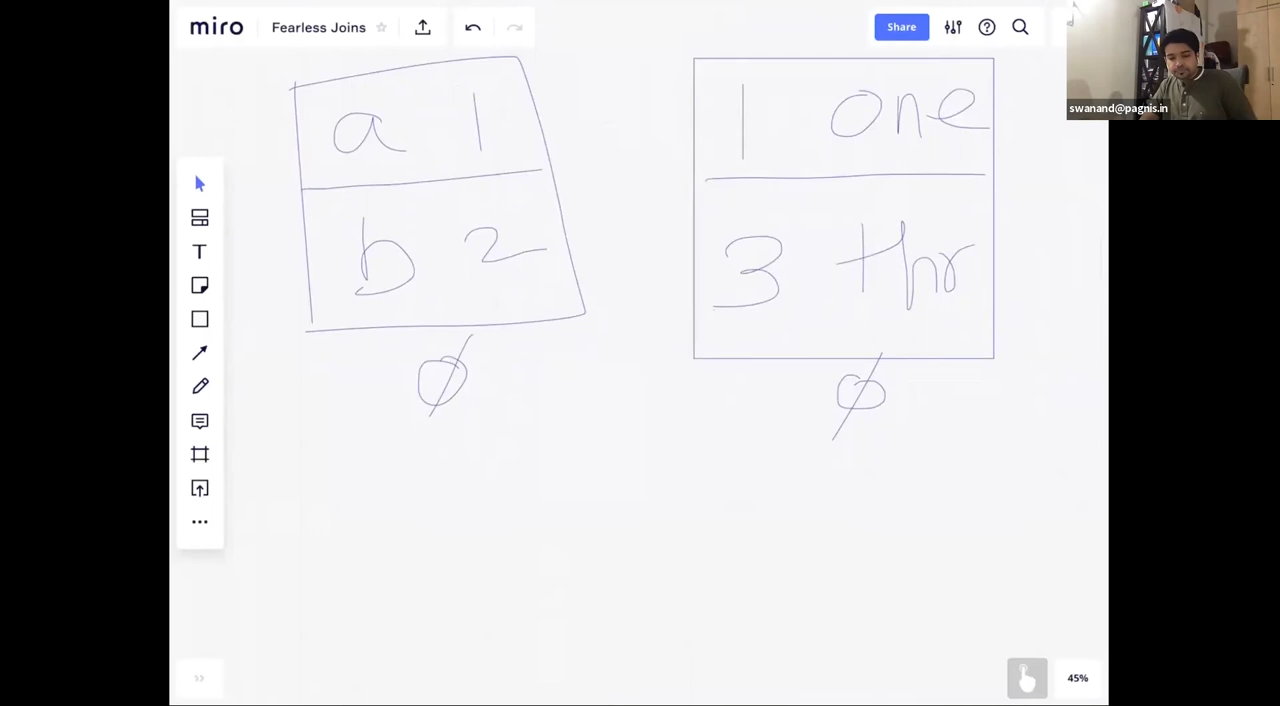 miro Fearless Joins Share
swanand@pagnis.in
a 1
b 2
Ø
1 one
3 thr
Ø
T
45%